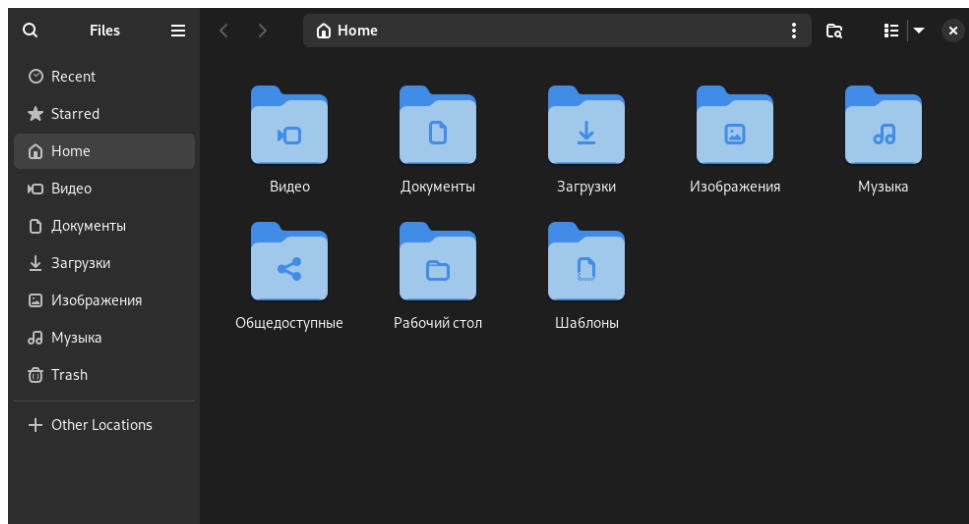 Files
Home
Recent
Starred
Home
Видео
Документы
Загрузки
Изображения
Музыка
Trash
Other Locations
Видео
Документы
Загрузки
Изображения
Музыка
Общедоступные
Рабочий стол
Шаблоны